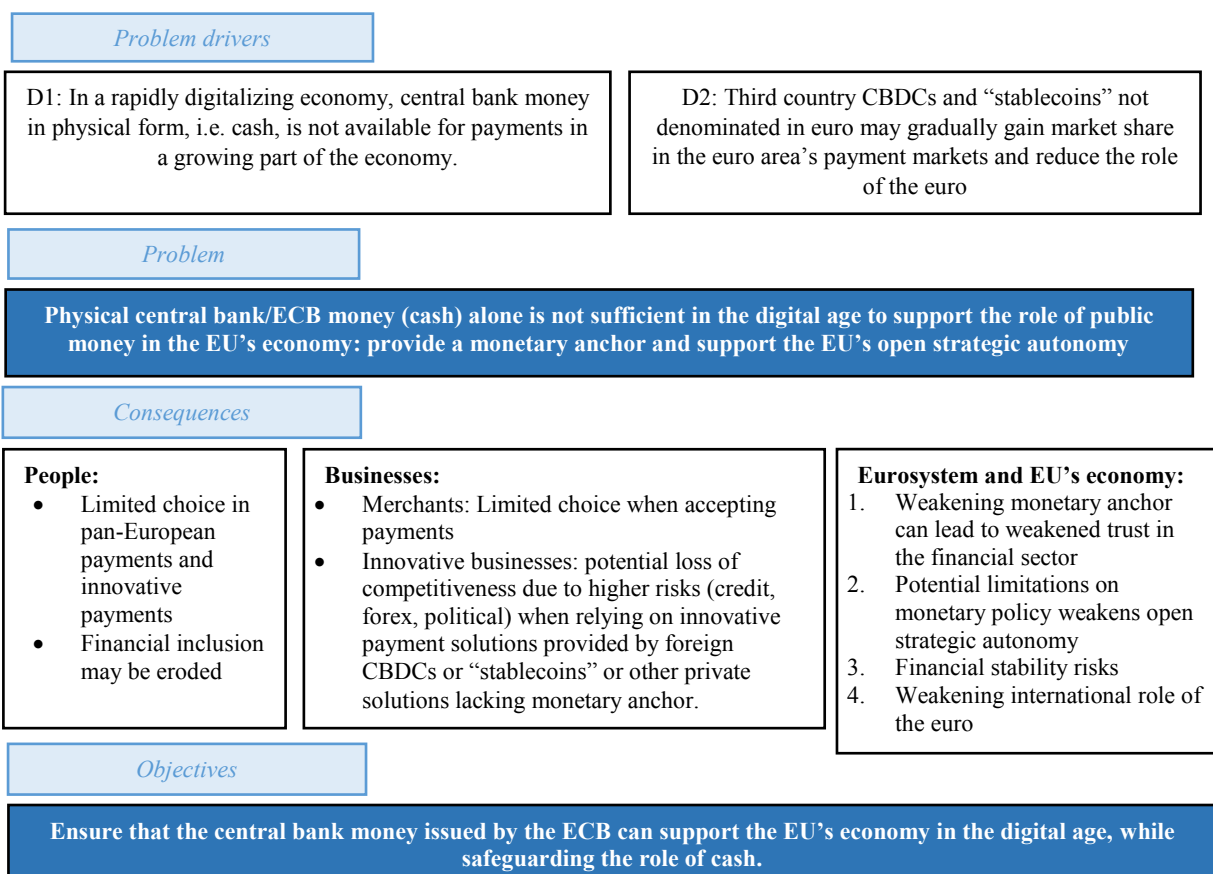 Problem drivers
D1: In a rapidly digitalizing economy, central bank money
in physical form, i.e. cash, is not available for payments in
a growing part of the economy.
D2: Third country CBDCs and “stablecoins” not
denominated in euro may gradually gain market share
in the euro area’s payment markets and reduce the role
of the euro
Problem
Physical central bank/ECB money (cash) alone is not sufficient in the digital age to support the role of public
money in the EU’s economy: provide a monetary anchor and support the EU’s open strategic autonomy
Consequences
People:
• Limited choice in
pan-European
payments and
innovative
payments
• Financial inclusion
may be eroded
Businesses:
• Merchants: Limited choice when accepting
payments
• Innovative businesses: potential loss of
competitiveness due to higher risks (credit,
forex, political) when relying on innovative
payment solutions provided by foreign
CBDCs or “stablecoins” or other private
solutions lacking monetary anchor.
Eurosystem and EU’s economy:
1. Weakening monetary anchor
can lead to weakened trust in
the financial sector
2. Potential limitations on
monetary policy weakens open
strategic autonomy
3. Financial stability risks
4. Weakening international role of
the euro
Objectives
Ensure that the central bank money issued by the ECB can support the EU’s economy in the digital age, while
safeguarding the role of cash.